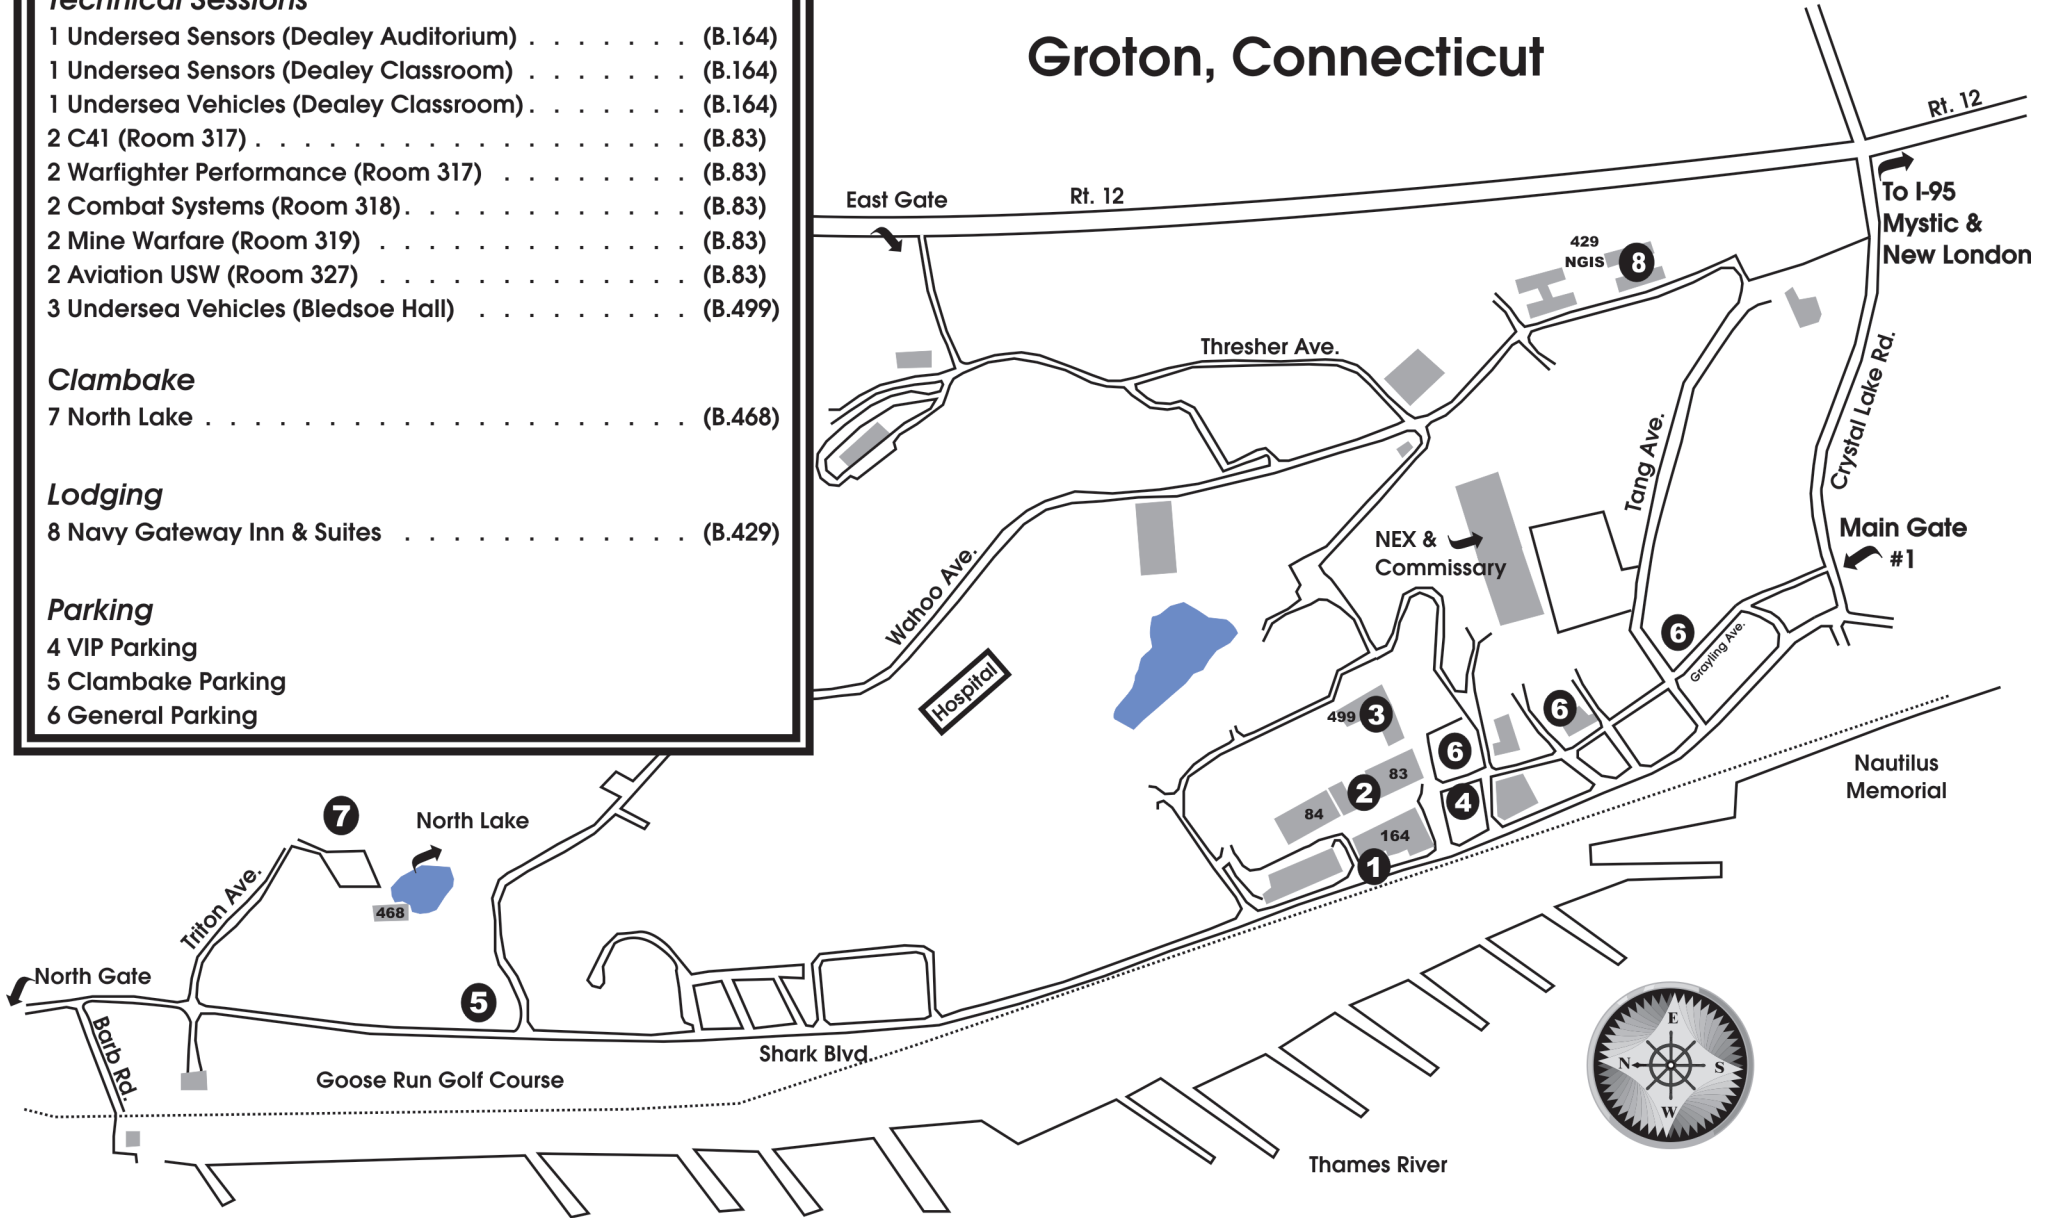 Technical Sessions
1 Undersea Sensors (Dealey Auditorium) . . . . . . . (B.164)
1 Undersea Sensors (Dealey Classroom) . . . . . . . (B.164)
1 Undersea Vehicles (Dealey Classroom) . . . . . . . (B.164)
2 C41 (Room 317) . . . . . . . . . . . . . . . . . . (B.83)
2 Warfighter Performance (Room 317) . . . . . . . . (B.83)
2 Combat Systems (Room 318) . . . . . . . . . . . . (B.83)
2 Mine Warfare (Room 319) . . . . . . . . . . . . . (B.83)
2 Aviation USW (Room 327) . . . . . . . . . . . . . (B.83)
3 Undersea Vehicles (Bledsoe Hall) . . . . . . . . . (B.499)
Clambake
7 North Lake . . . . . . . . . . . . . . . . . . . . (B.468)
Lodging
8 Navy Gateway Inn & Suites . . . . . . . . . . . . (B.429)
Parking
4 VIP Parking
5 Clambake Parking
6 General Parking
Groton, Connecticut
Rt. 12
East Gate
Rt. 12
To I-95
Mystic &
New London
429
NGIS
8
Thresher Ave.
Crystal Lake Rd.
Tang Ave.
NEX &
Commissary
Main Gate
#1
Wahoo Ave.
Hospital
6
Grayling Ave.
499
3
6
6
83
2
84
4
164
1
Nautilus
Memorial
7
North Lake
468
Triton Ave.
North Gate
5
Barb Rd.
Shark Blvd.
Goose Run Golf Course
E
N
S
W
Thames River